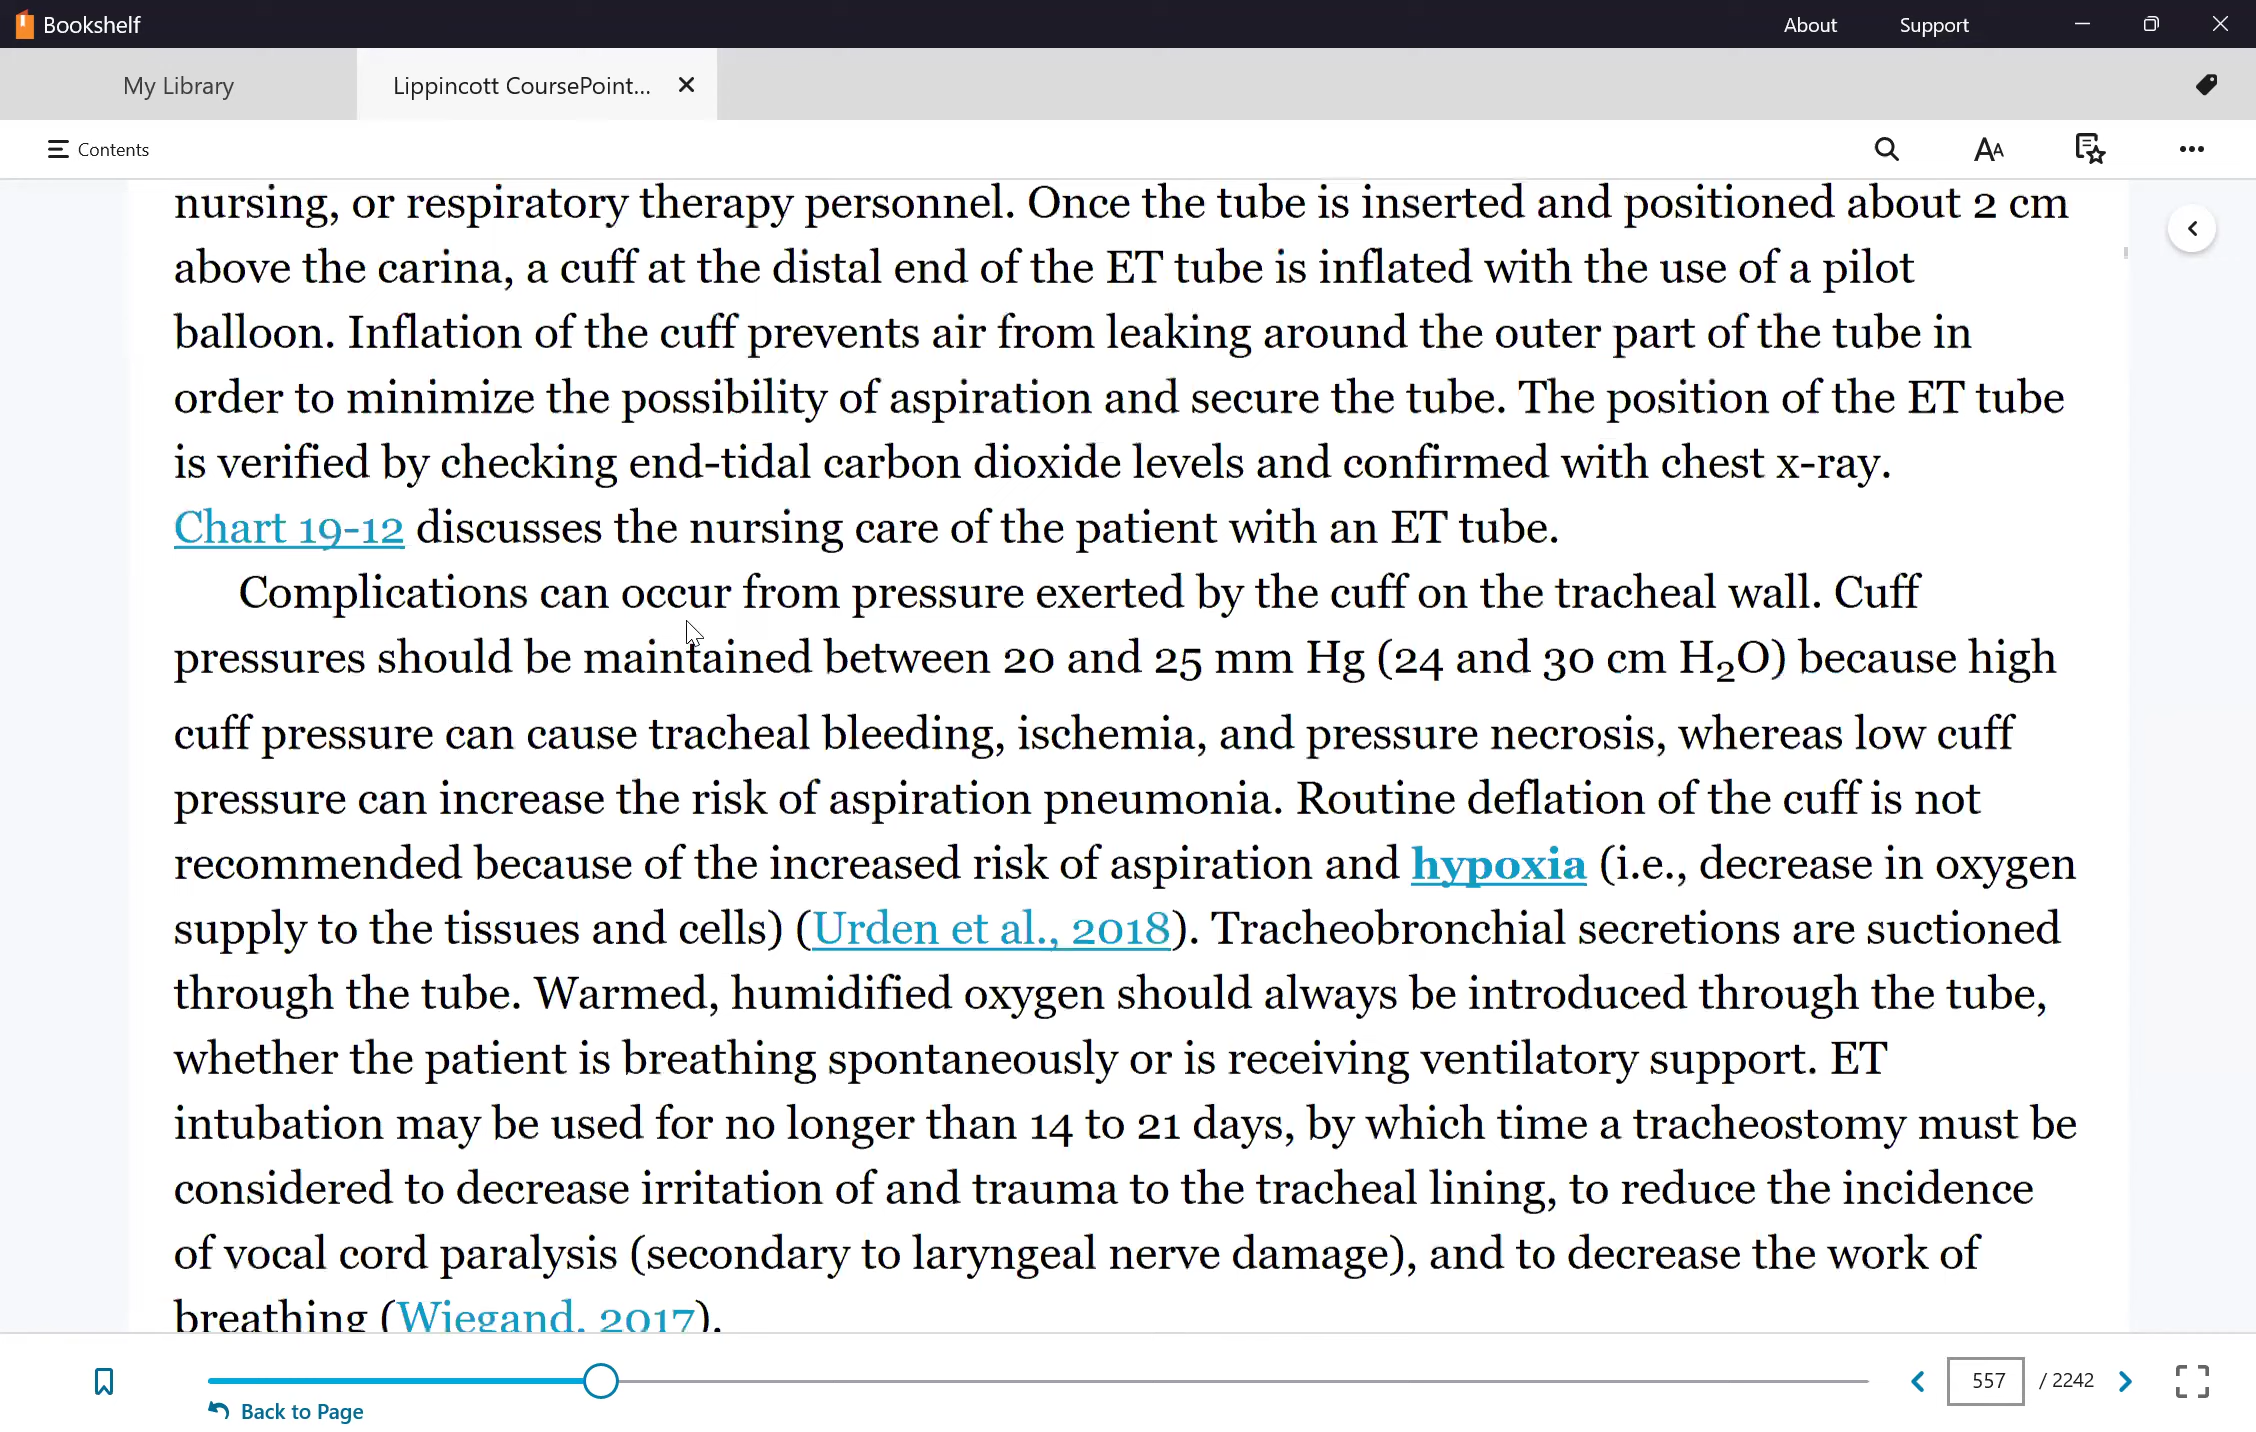 Bookshelf
About
Support
My Library
Lippincott CoursePoint...
Contents
nursing, or respiratory therapy personnel. Once the tube is inserted and positioned about 2 cm
above the carina, a cuff at the distal end of the ET tube is inflated with the use of a pilot
balloon. Inflation of the cuff prevents air from leaking around the outer part of the tube in
order to minimize the possibility of aspiration and secure the tube. The position of the ET tube
is verified by checking end-tidal carbon dioxide levels and confirmed with chest x-ray.
Chart 19-12 discusses the nursing care of the patient with an ET tube.
Complications can occur from pressure exerted by the cuff on the tracheal wall. Cuff
pressures should be maintained between 20 and 25 mm Hg (24 and 30 cm H₂O) because high
cuff pressure can cause tracheal bleeding, ischemia, and pressure necrosis, whereas low cuff
pressure can increase the risk of aspiration pneumonia. Routine deflation of the cuff is not
recommended because of the increased risk of aspiration and hypoxia (i.e., decrease in oxygen
supply to the tissues and cells) (Urden et al., 2018). Tracheobronchial secretions are suctioned
through the tube. Warmed, humidified oxygen should always be introduced through the tube,
whether the patient is breathing spontaneously or is receiving ventilatory support. ET
intubation may be used for no longer than 14 to 21 days, by which time a tracheostomy must be
considered to decrease irritation of and trauma to the tracheal lining, to reduce the incidence
of vocal cord paralysis (secondary to laryngeal nerve damage), and to decrease the work of
breathing (Wiegand, 2017).
557 / 2242
Back to Page